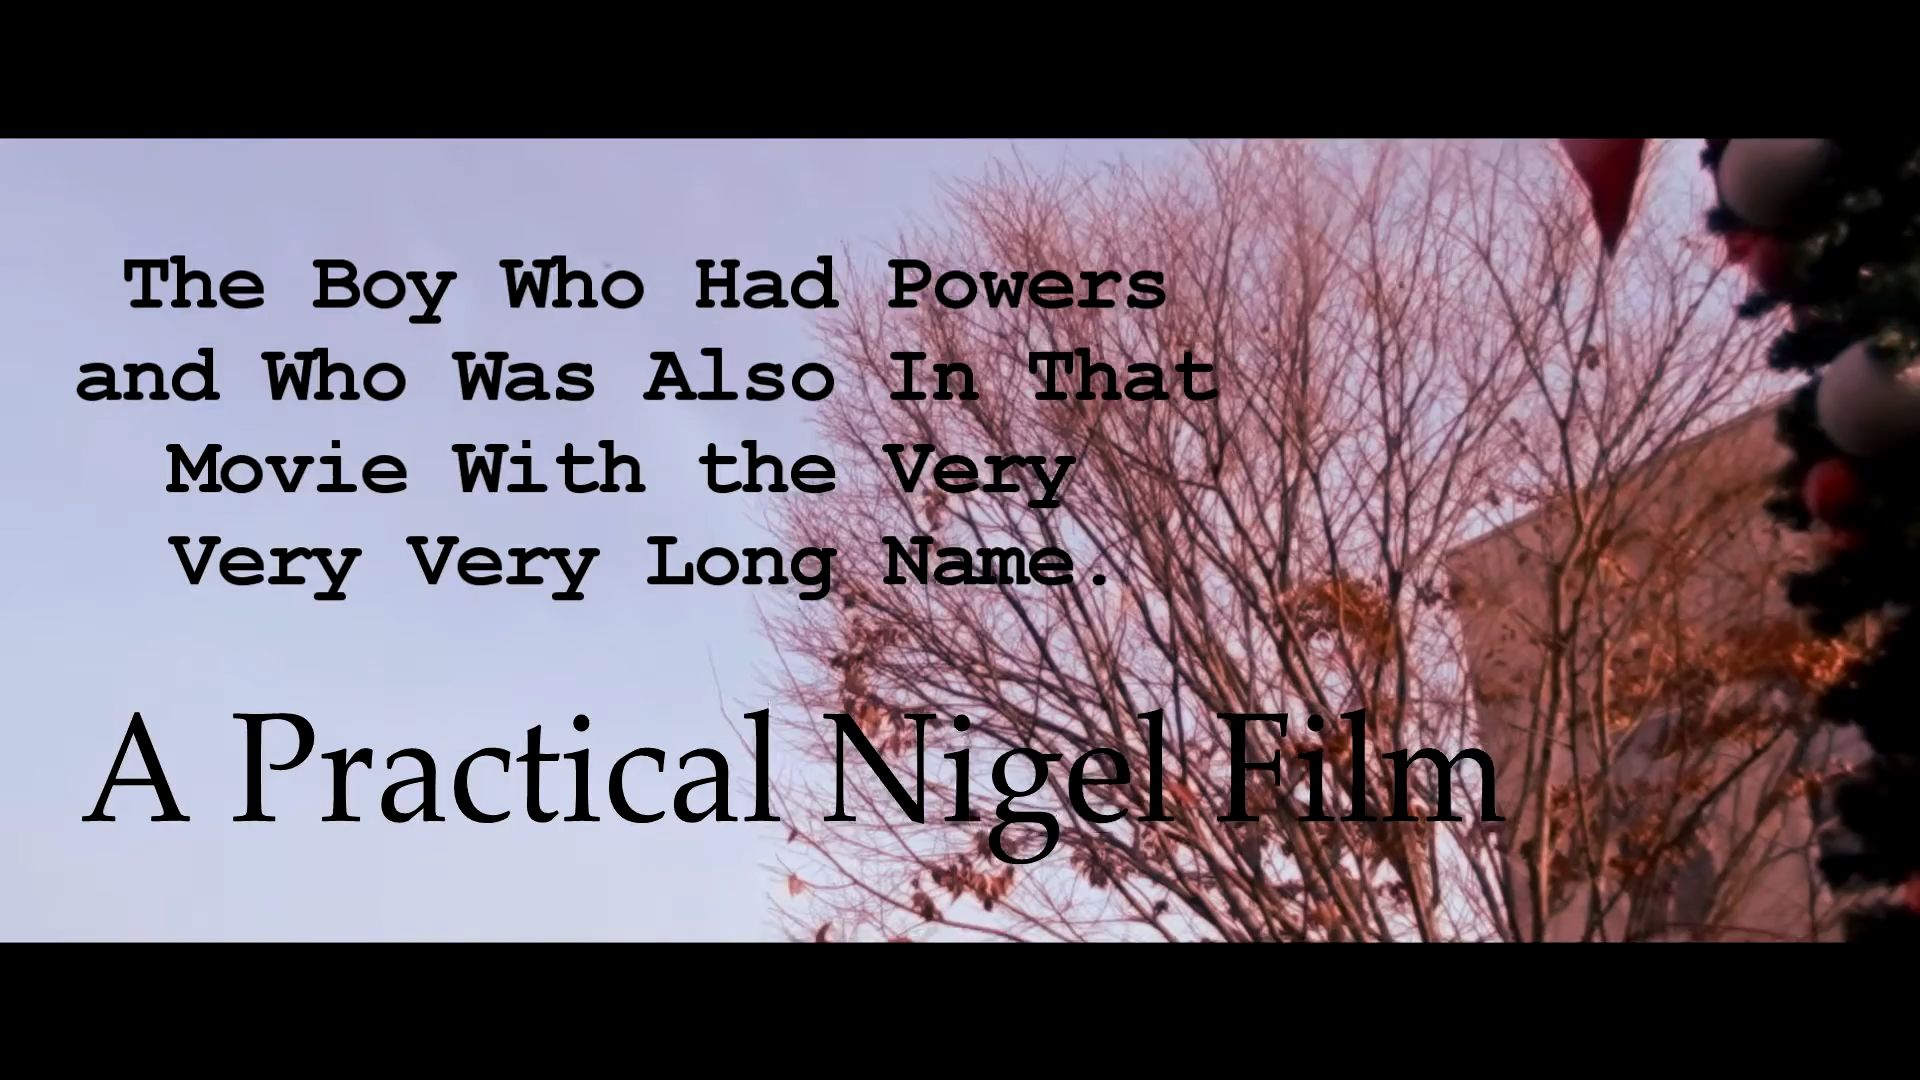 The Boy Who Had Powers
and Who Was Also In That
Movie With the Very
Very Very Long Name.
A Practical Nigel Film